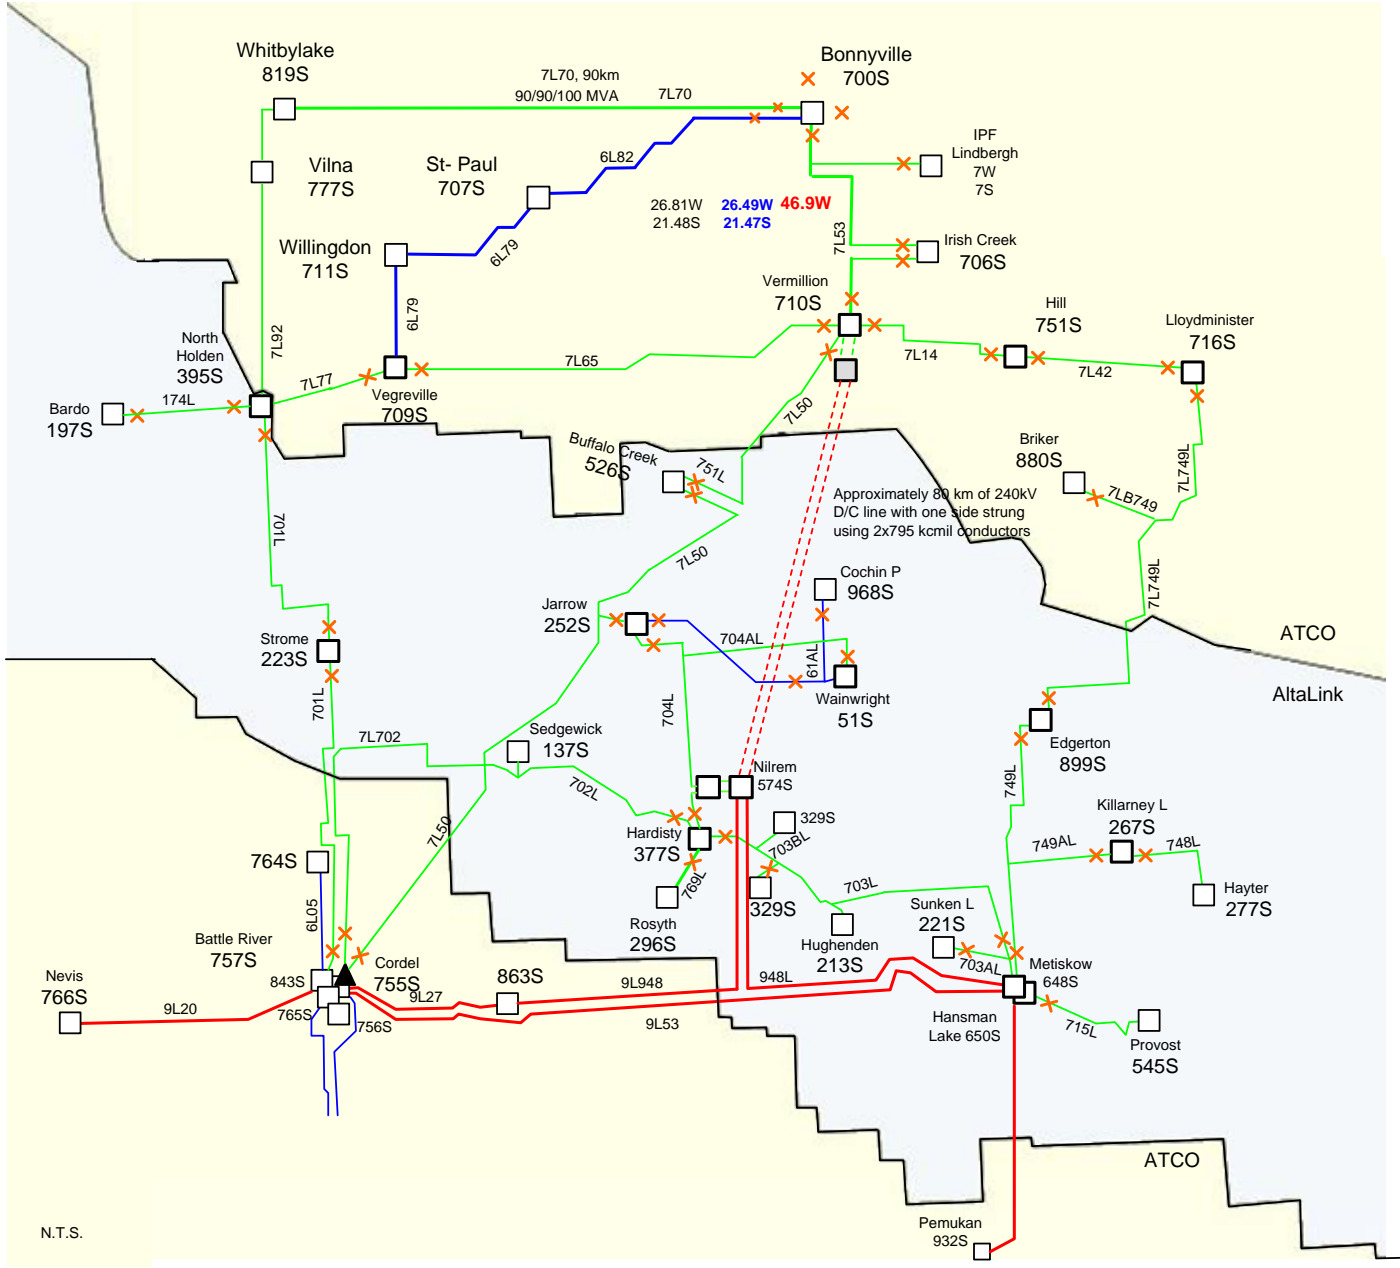 Whitbylake
819S
7L70, 90km
90/90/100 MVA
7L70
Bonnyville
700S
Vilna
777S
St- Paul
707S
6L82
IPF
Lindbergh
7W
7S
26.81W
21.48S
26.49W
21.47S
46.9W
Willingdon
711S
6L79
7L53
Irish Creek
706S
Vermillion
710S
Hill
751S
Lloydminister
716S
6L79
7L92
North
Holden
395S
7L77
7L65
7L14
7L42
Vegreville
709S
Bardo
197S
174L
7L50
Buffalo Creek
526S
751L
Briker
880S
7LB749
7L749L
Approximately 80 km of 240kV
D/C line with one side strung
using 2x795 kcmil conductors
701L
7L50
7L749L
Cochin P
968S
Jarrow
252S
704AL
61AL
Strome
223S
ATCO
AltaLink
Wainwright
51S
701L
704L
7L702
Sedgewick
137S
Edgerton
899S
Nilrem
574S
702L
749L
7L50
Hardisty
377S
329S
703BL
Killarney L
267S
749AL
748L
764S
769L
329S
703L
Hayter
277S
6L05
Rosyth
296S
Hughenden
213S
Sunken L
221S
703AL
Battle River
757S
Cordel
755S
843S
863S
Metiskow
648S
Nevis
766S
9L20
9L27
9L948
948L
765S
756S
9L53
Hansman
Lake 650S
715L
Provost
545S
ATCO
Pemukan
932S
N.T.S.